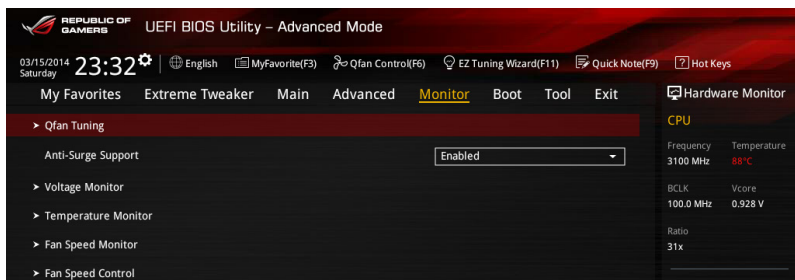 REPUBLIC OF
GAMERS
UEFI BIOS Utility – Advanced Mode
03/15/2014
Saturday
23:32
English
MyFavorite(F3)
Qfan Control(F6)
EZ Tuning Wizard(F11)
Quick Note(F9)
? Hot Keys
My Favorites Extreme Tweaker Main Advanced Monitor Boot Tool Exit
Hardware Monitor
> Qfan Tuning
Anti-Surge Support Enabled
> Voltage Monitor
> Temperature Monitor
> Fan Speed Monitor
> Fan Speed Control
CPU
Frequency Temperature
3100 MHz 88°C
BCLK Vcore
100.0 MHz 0.928 V
Ratio
31x